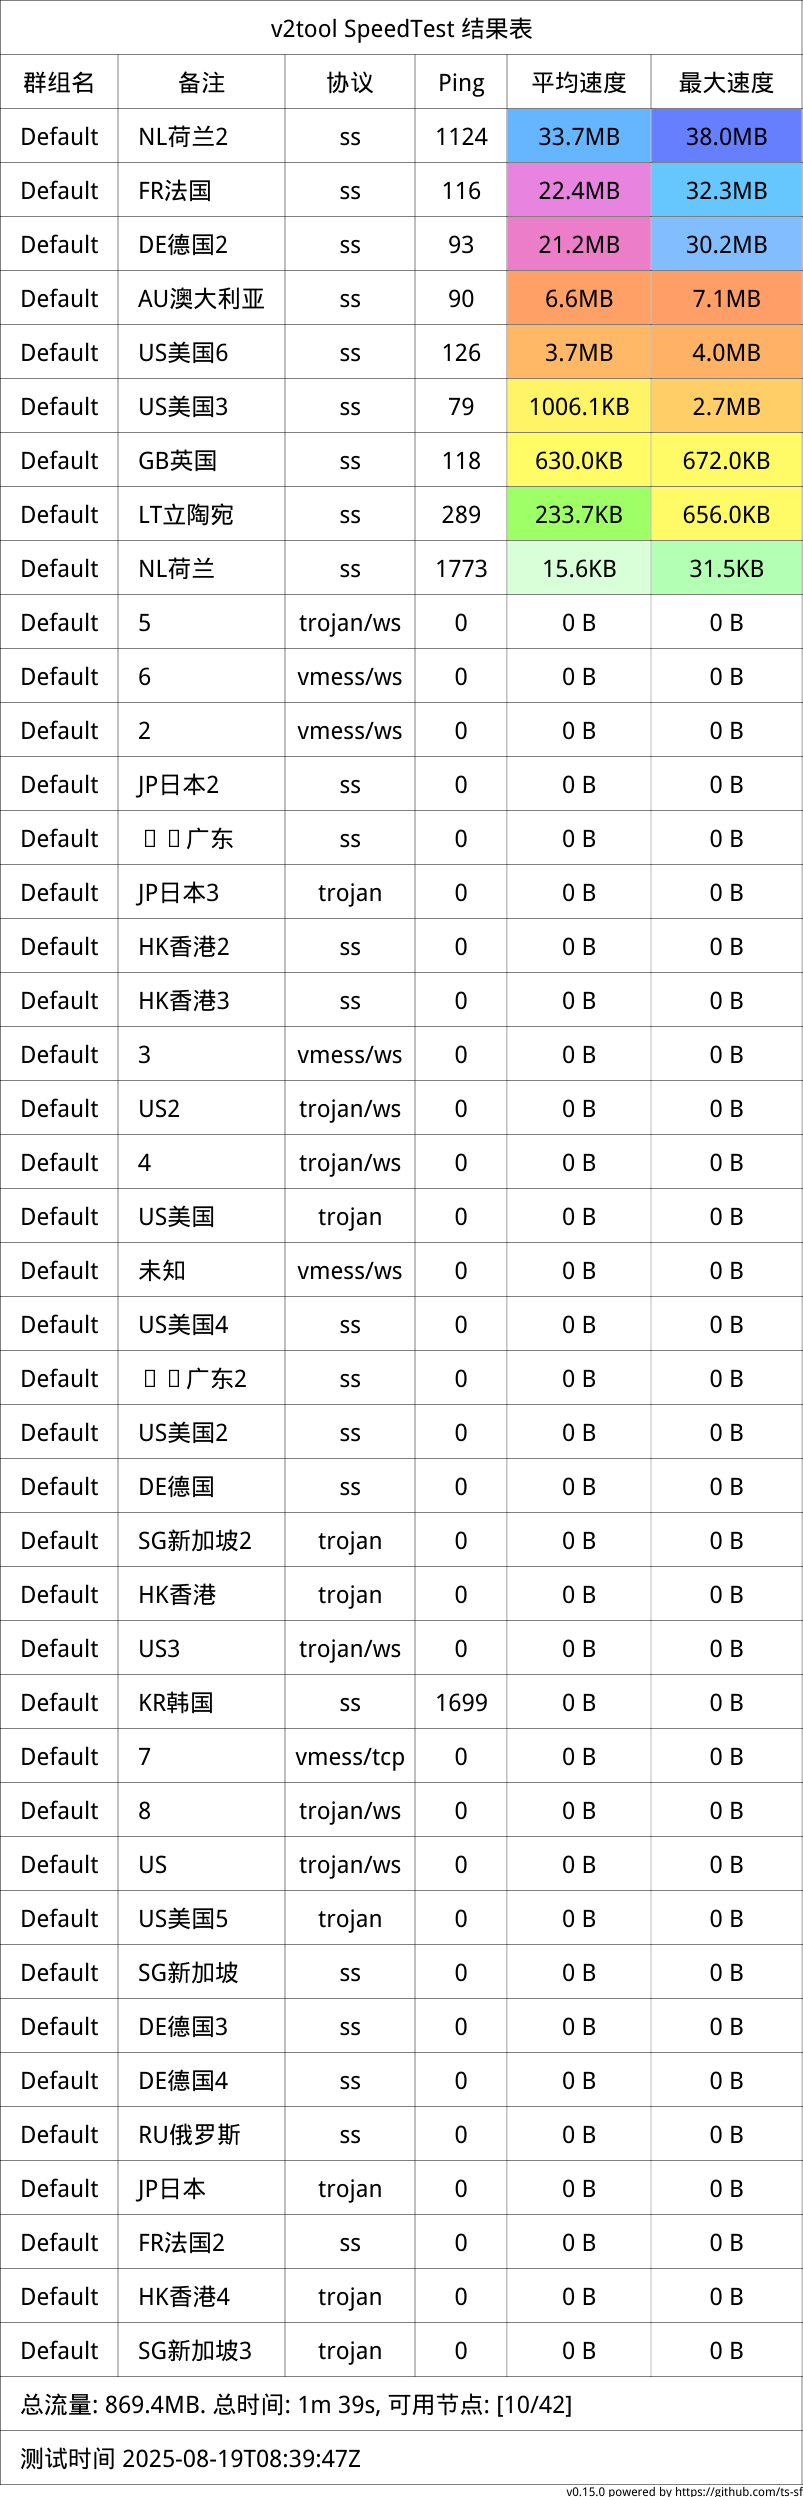 v2tool SpeedTest 结果表
群组名 备注 协议 Ping 平均速度 最大速度
Default NL荷兰2 ss 1124 33.7MB 38.0MB
Default FR法国 ss 116 22.4MB 32.3MB
Default DE德国2 ss 93 21.2MB 30.2MB
Default AU澳大利亚 ss 90 6.6MB 7.1MB
Default US美国6 ss 126 3.7MB 4.0MB
Default US美国3 ss 79 1006.1KB 2.7MB
Default GB英国 ss 118 630.0KB 672.0KB
Default LT立陶宛 ss 289 233.7KB 656.0KB
Default NL荷兰 ss 1773 15.6KB 31.5KB
Default 5 trojan/ws 0 0 B 0 B
Default 6 vmess/ws 0 0 B 0 B
Default 2 vmess/ws 0 0 B 0 B
Default JP日本2 ss 0 0 B 0 B
Default 广东 ss 0 0 B 0 B
Default JP日本3 trojan 0 0 B 0 B
Default HK香港2 ss 0 0 B 0 B
Default HK香港3 ss 0 0 B 0 B
Default 3 vmess/ws 0 0 B 0 B
Default US2 trojan/ws 0 0 B 0 B
Default 4 trojan/ws 0 0 B 0 B
Default US美国 trojan 0 0 B 0 B
Default 未知 vmess/ws 0 0 B 0 B
Default US美国4 ss 0 0 B 0 B
Default 广东2 ss 0 0 B 0 B
Default US美国2 ss 0 0 B 0 B
Default DE德国 ss 0 0 B 0 B
Default SG新加坡2 trojan 0 0 B 0 B
Default HK香港 trojan 0 0 B 0 B
Default US3 trojan/ws 0 0 B 0 B
Default KR韩国 ss 1699 0 B 0 B
Default 7 vmess/tcp 0 0 B 0 B
Default 8 trojan/ws 0 0 B 0 B
Default US trojan/ws 0 0 B 0 B
Default US美国5 trojan 0 0 B 0 B
Default SG新加坡 ss 0 0 B 0 B
Default DE德国3 ss 0 0 B 0 B
Default DE德国4 ss 0 0 B 0 B
Default RU俄罗斯 ss 0 0 B 0 B
Default JP日本 trojan 0 0 B 0 B
Default FR法国2 ss 0 0 B 0 B
Default HK香港4 trojan 0 0 B 0 B
Default SG新加坡3 trojan 0 0 B 0 B
总流量: 869.4MB. 总时间: 1m 39s, 可用节点: [10/42]
测试时间 2025-08-19T08:39:47Z
v0.15.0 powered by https://github.com/ts-sf